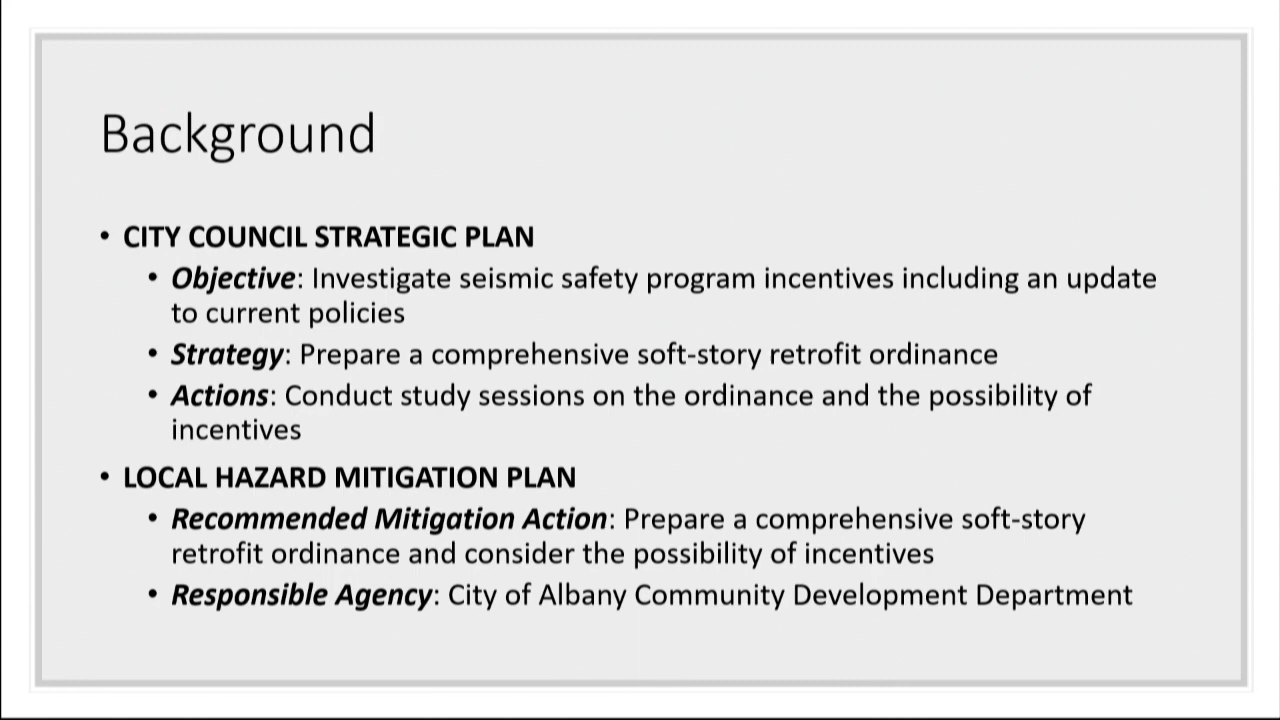 Background
• CITY COUNCIL STRATEGIC PLAN
• Objective: Investigate seismic safety program incentives including an update
to current policies
• Strategy: Prepare a comprehensive soft-story retrofit ordinance
• Actions: Conduct study sessions on the ordinance and the possibility of
incentives
• LOCAL HAZARD MITIGATION PLAN
• Recommended Mitigation Action: Prepare a comprehensive soft-story
retrofit ordinance and consider the possibility of incentives
• Responsible Agency: City of Albany Community Development Department